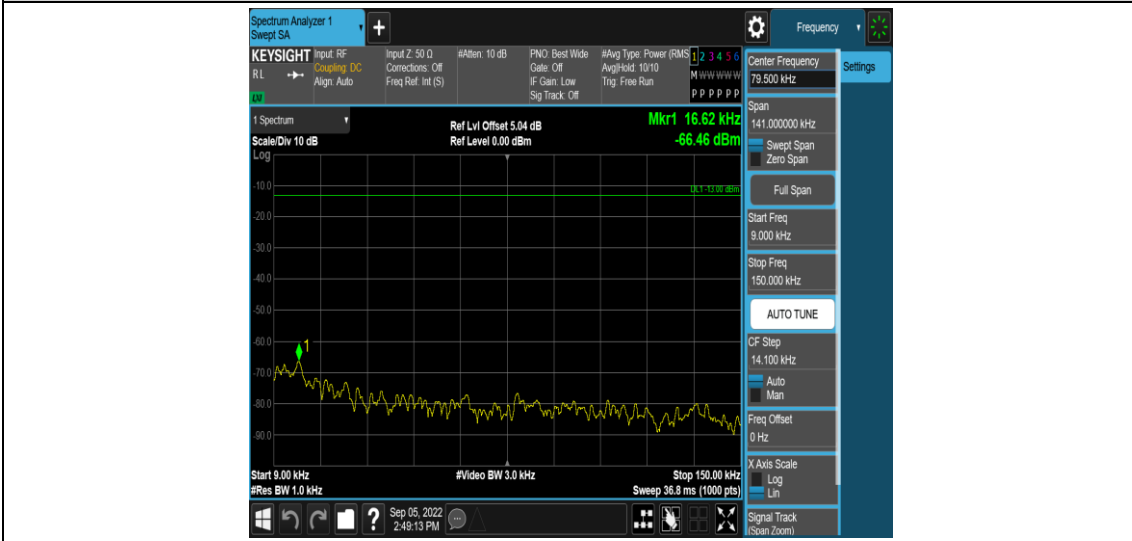 Spectrum Analyzer 1
Swept SA
+
Frequency
KEYSIGHT
RL
LM
Input: RF
Coupling: DC
Align: Auto
Input Z: 50 Ω
Corrections: Off
Freq Ref: Int (S)
#Atten: 10 dB
PNO: Best Wide
Gate: Off
IF Gain: Low
Sig Track: Off
#Avg Type: Power (RMS
Avg|Hold: 10/10
Trig: Free Run
1 2 3 4 5 6
M W W W W W
P P P P P P
1 Spectrum
Scale/Div 10 dB
Ref Lvl Offset 5.04 dB
Ref Level 0.00 dBm
Mkr1 16.62 kHz
-66.46 dBm
Log
DL1 -13.00 dBm
-10.0
-20.0
-30.0
-40.0
-50.0
-60.0
-70.0
-80.0
-90.0
1
Start 9.00 kHz
#Res BW 1.0 kHz
#Video BW 3.0 kHz
Stop 150.00 kHz
Sweep 36.8 ms (1000 pts)
?
Sep 05, 2022
2:49:13 PM
Center Frequency
79.500 kHz
Settings
Span
141.000000 kHz
Swept Span
Zero Span
Full Span
Start Freq
9.000 kHz
Stop Freq
150.000 kHz
AUTO TUNE
CF Step
14.100 kHz
Auto
Man
Freq Offset
0 Hz
X Axis Scale
Log
Lin
Signal Track
(Span Zoom)